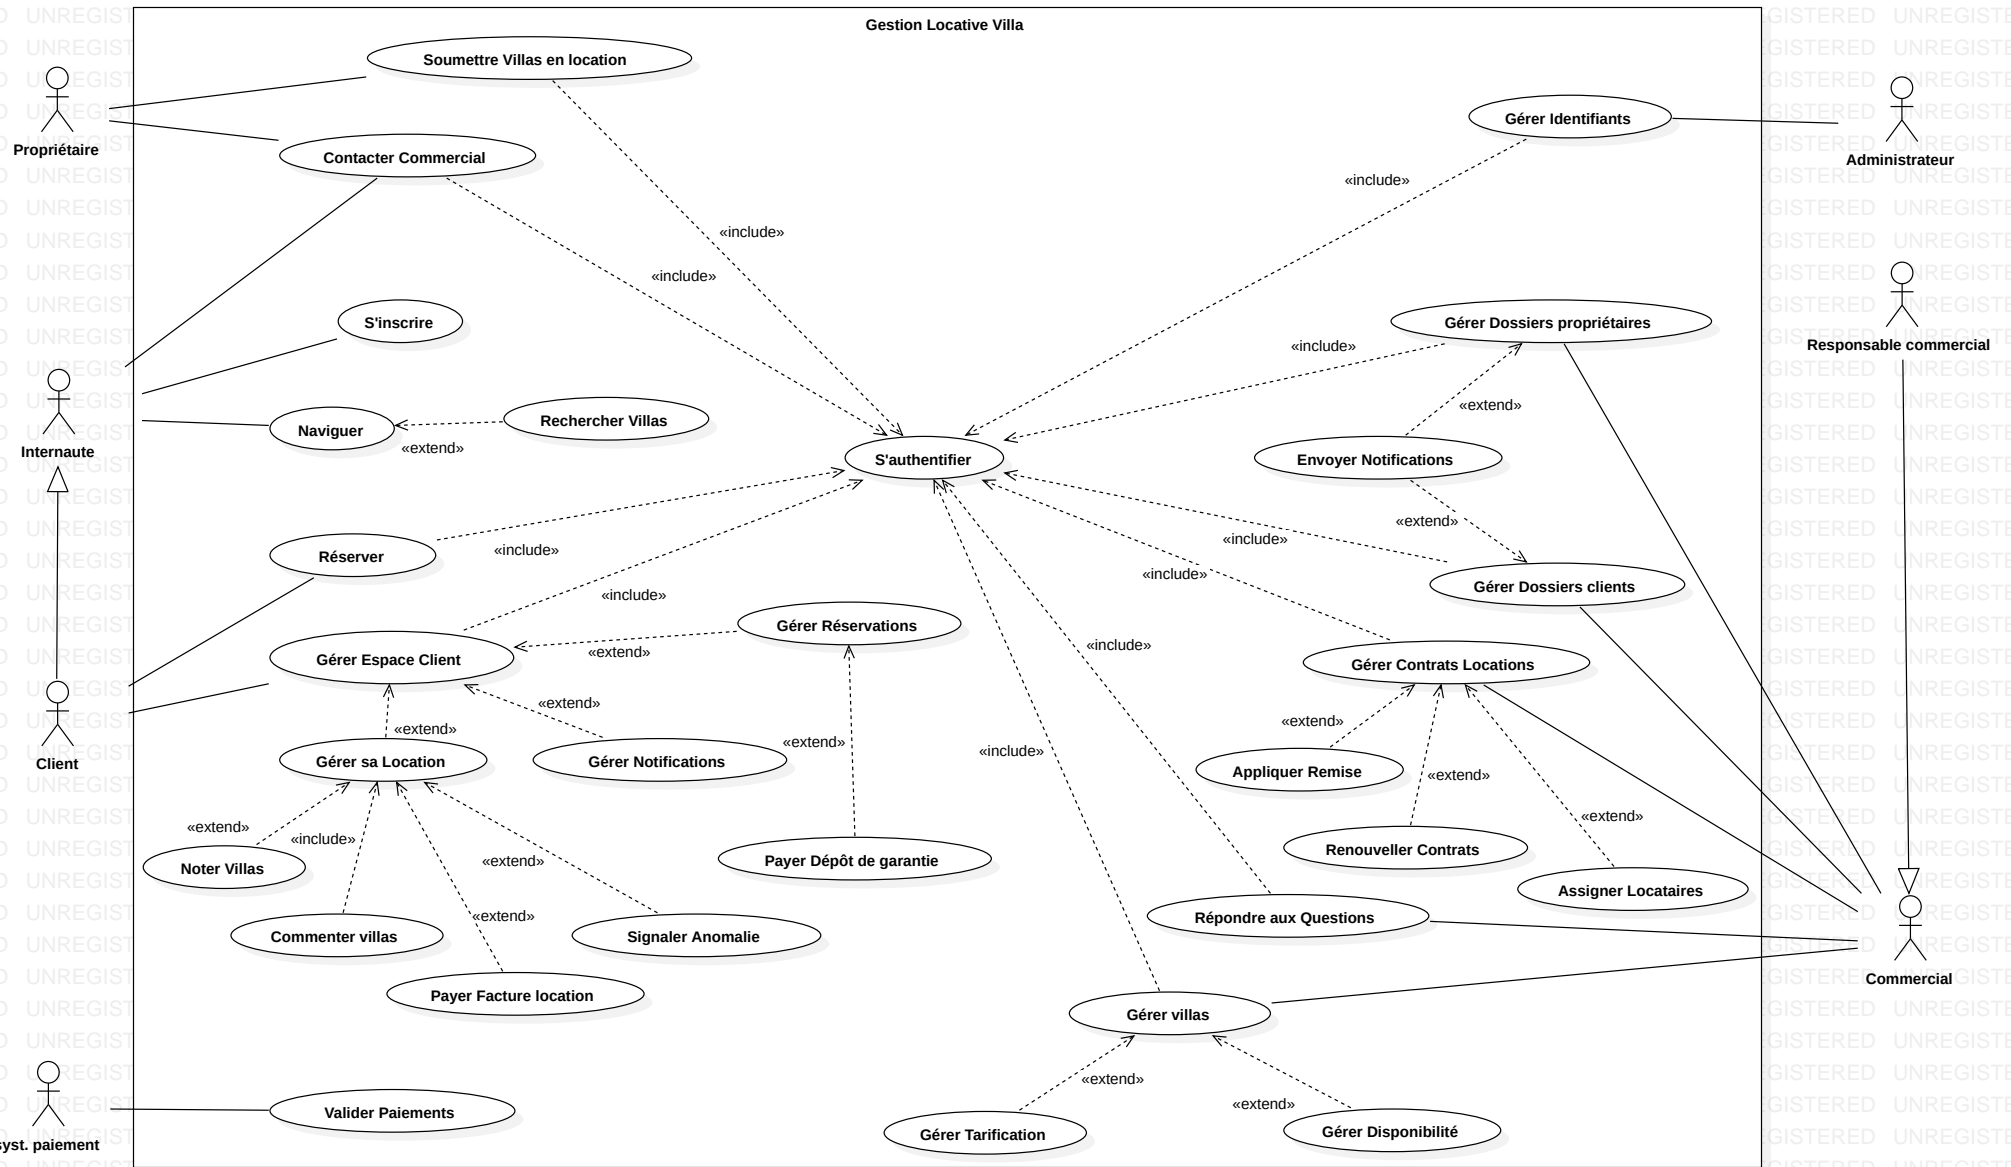 Gestion Locative Villa
Soumettre Villas en location
Propriétaire
Contacter Commercial
Gérer Identifiants
Administrateur
«include»
«include»
«include»
S'inscrire
Gérer Dossiers propriétaires
Responsable commercial
«include»
«extend»
Internaute
Naviguer
«extend»
Rechercher Villas
S'authentifier
Envoyer Notifications
«extend»
«include»
«include»
Réserver
«include»
Gérer Dossiers clients
«include»
Gérer Réservations
«extend»
«include»
Gérer Espace Client
Gérer Contrats Locations
Client
«extend»
«extend»
«extend»
«include»
«extend»
Gérer sa Location
Gérer Notifications
Appliquer Remise
«extend»
«extend»
«extend»
«include»
«extend»
Noter Villas
Payer Dépôt de garantie
Renouveller Contrats
Assigner Locataires
«extend»
Commenter villas
Signaler Anomalie
Répondre aux Questions
Commercial
Payer Facture location
Gérer villas
«extend»
«extend»
syst. paiement
Valider Paiements
Gérer Tarification
Gérer Disponibilité
UNREGISTERED